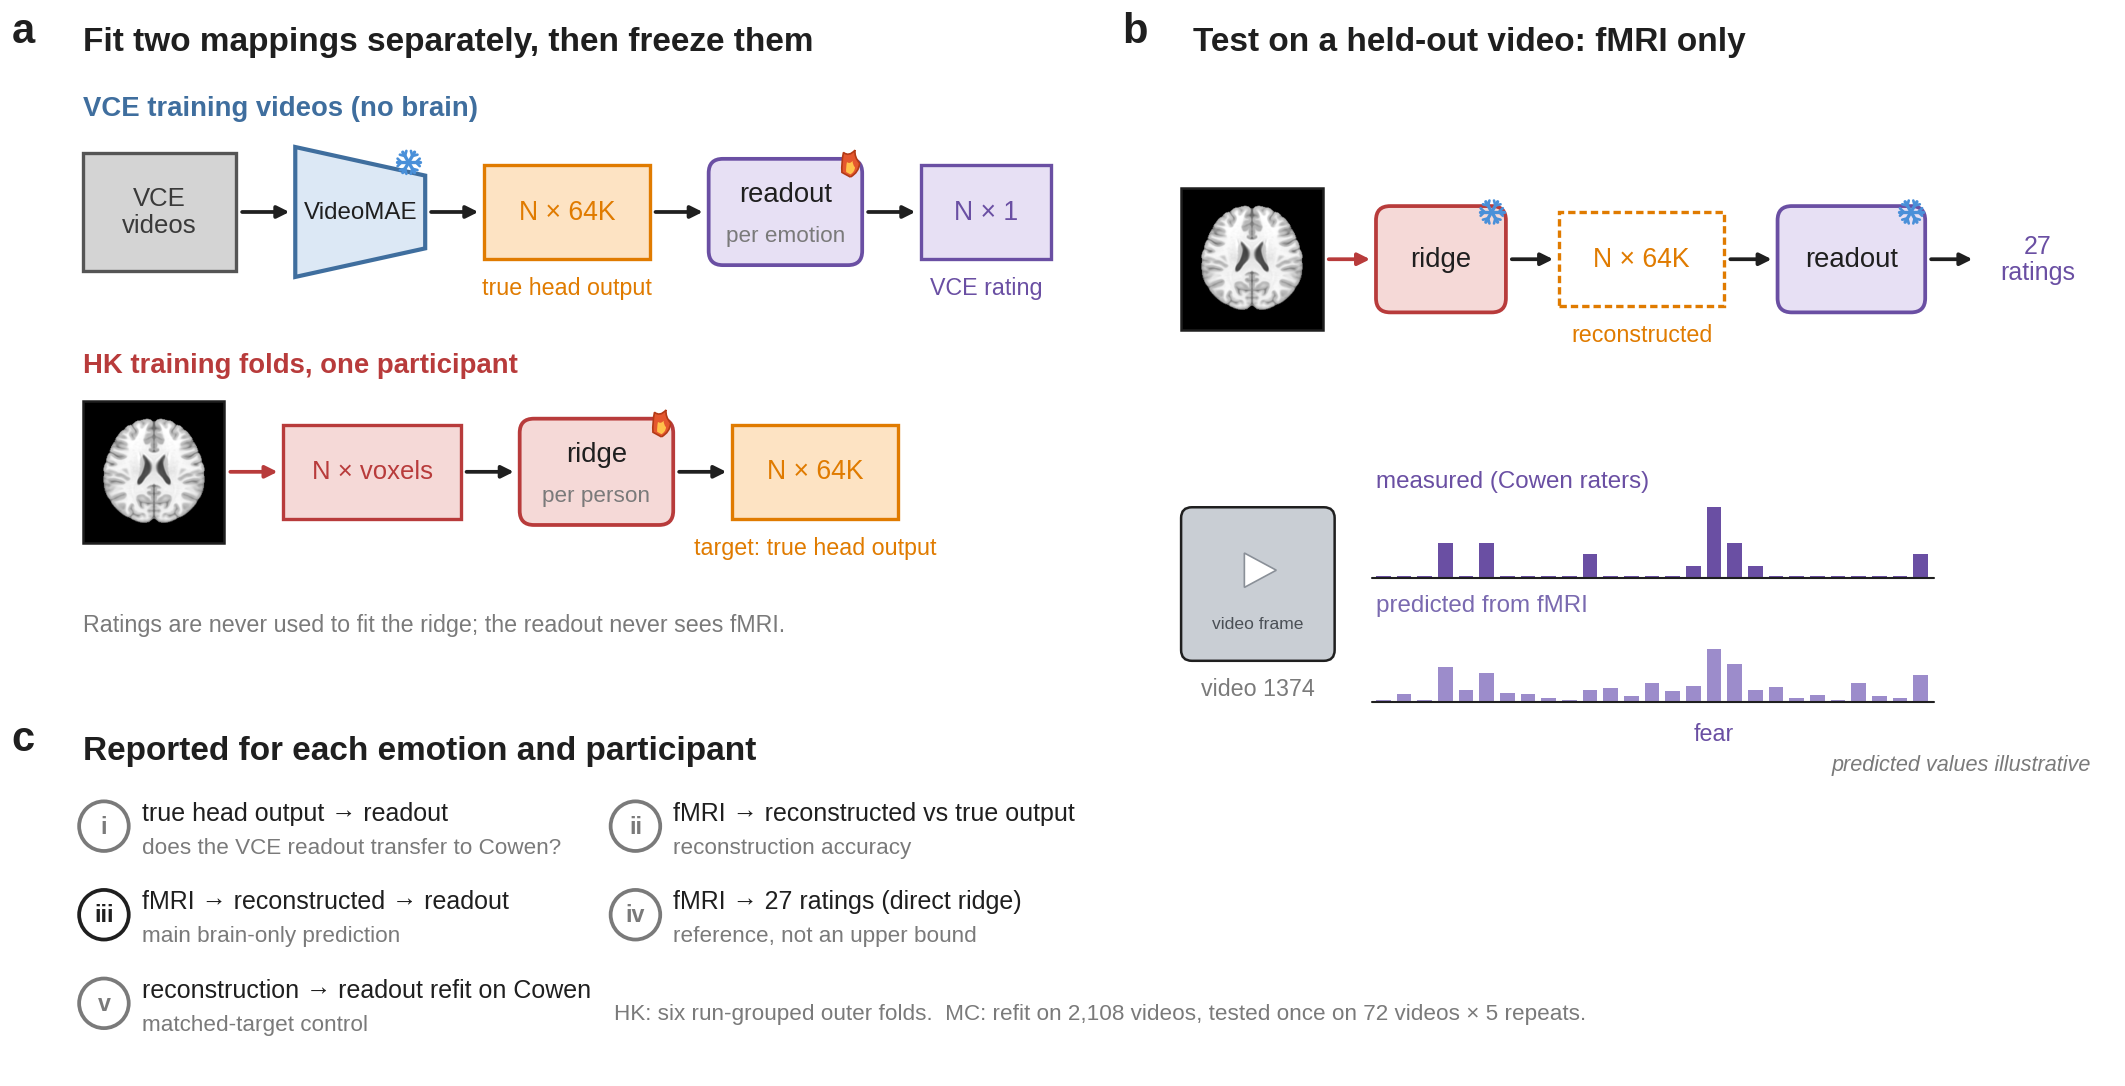 a
Fit two mappings separately, then freeze them
VCE training videos (no brain)
VCE
videos
VideoMAE
N × 64K
true head output
readout
per emotion
N × 1
VCE rating
HK training folds, one participant
N × voxels
ridge
per person
N × 64K
target: true head output
Ratings are never used to fit the ridge; the readout never sees fMRI.
b
Test on a held-out video: fMRI only
ridge
N × 64K
reconstructed
readout
27
ratings
measured (Cowen raters)
predicted from fMRI
video frame
video 1374
fear
predicted values illustrative
c
Reported for each emotion and participant
i
true head output → readout
does the VCE readout transfer to Cowen?
ii
fMRI → reconstructed vs true output
reconstruction accuracy
iii
fMRI → reconstructed → readout
main brain-only prediction
iv
fMRI → 27 ratings (direct ridge)
reference, not an upper bound
v
reconstruction → readout refit on Cowen
matched-target control
HK: six run-grouped outer folds.  MC: refit on 2,108 videos, tested once on 72 videos × 5 repeats.